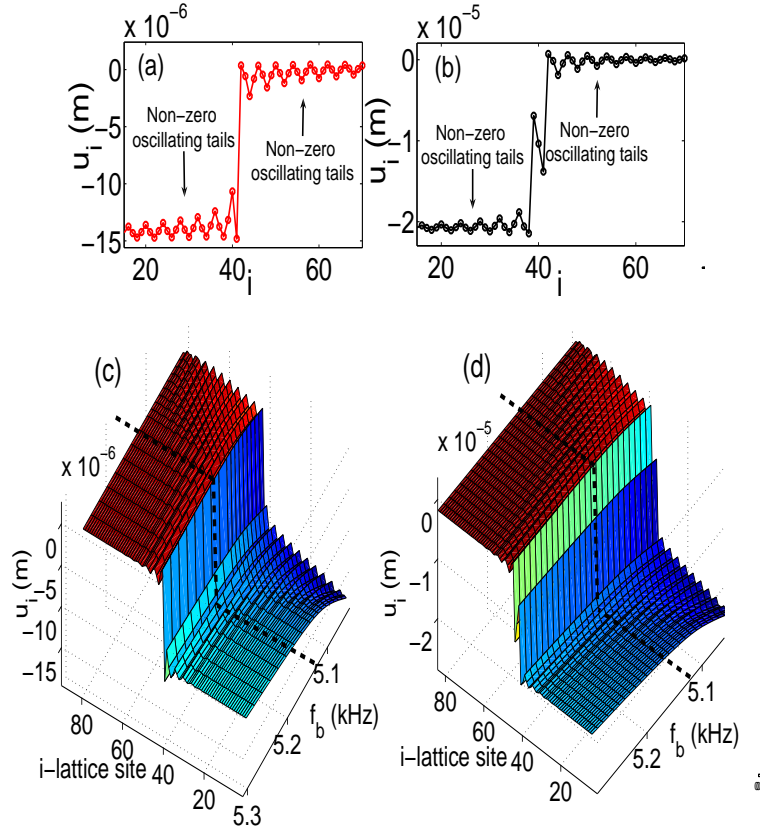 x 10−6
(a)
u_i (m)
0
−5
−10
−15
Non−zero
oscillating tails
Non−zero
oscillating tails
20 40 60
i
x 10−5
(b)
u_i (m)
0
−1
−2
Non−zero
oscillating tails
Non−zero
oscillating tails
20 40 60
i
(c)
x 10−6
u_i (m)
0
−5
−10
−15
80
60
40
20
i−lattice site
5.1
5.2
5.3
f_b (kHz)
(d)
x 10−5
u_i (m)
0
−1
−2
80
60
40
20
i−lattice site
5.1
5.2
f_b (kHz)